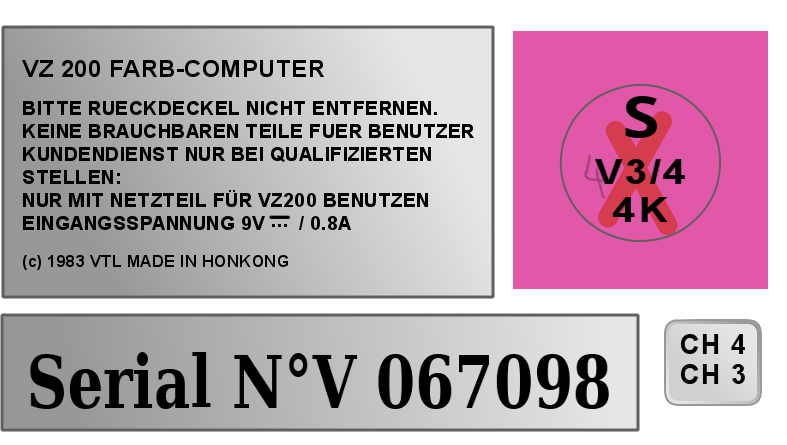 VZ 200 FARB-COMPUTER
BITTE RUECKDECKEL NICHT ENTFERNEN.
KEINE BRAUCHBAREN TEILE FUER BENUTZER
KUNDENDIENST NUR BEI QUALIFIZIERTEN
STELLEN:
NUR MIT NETZTEIL FÜR VZ200 BENUTZEN
EINGANGSSPANNUNG 9V ⎓ / 0.8A
(c) 1983 VTL MADE IN HONKONG
S
V3/4
4K
Serial N°V 067098
CH 4
CH 3